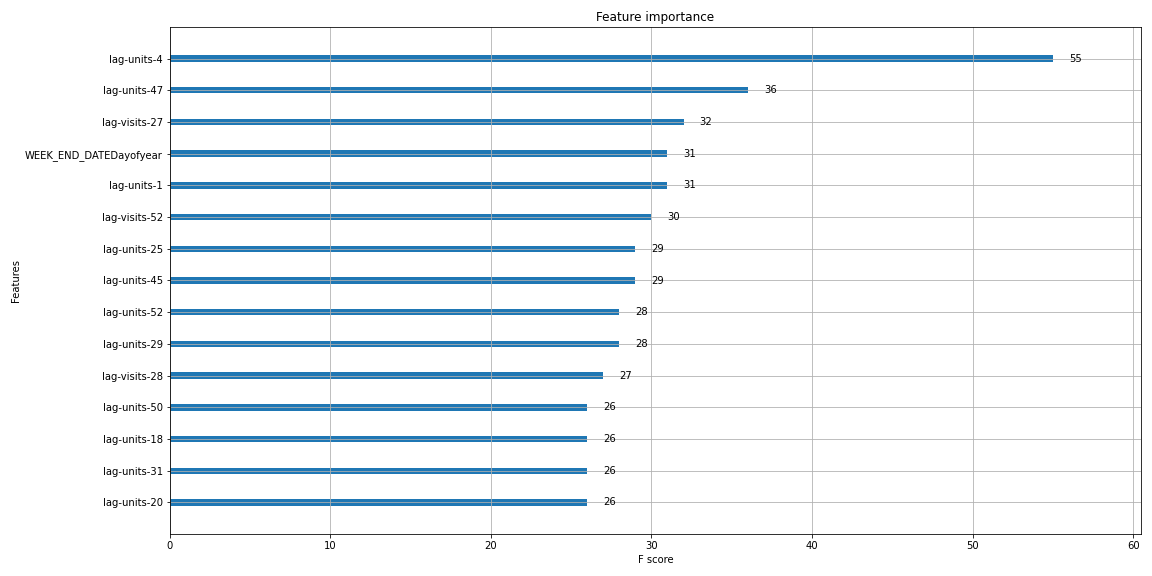 Feature importance
lag-units-4 55
lag-units-47 36
lag-visits-27 32
WEEK_END_DATEDayofyear 31
lag-units-1 31
lag-visits-52 30
lag-units-25 29
lag-units-45 29
lag-units-52 28
lag-units-29 28
lag-visits-28 27
lag-units-50 26
lag-units-18 26
lag-units-31 26
lag-units-20 26
Features
0 10 20 30 40 50 60
F score